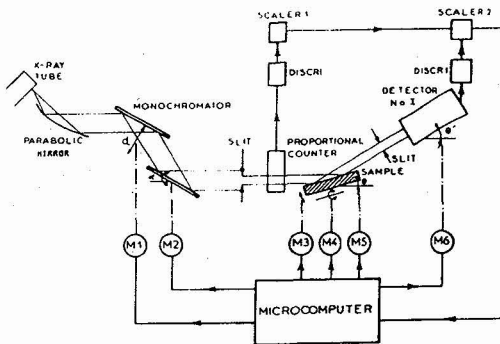 SCALER 1
SCALER 2
X-RAY
TUBE
DISCRI
DISCRI
MONOCHROMATOR
DETECTOR
Na I
PARABOLIC
MIRROR
d
SLIT
PROPORTIONAL
COUNTER
SLIT
SAMPLE
θ'
θ
M1
M2
M3
M4
M5
M6
MICROCOMPUTER